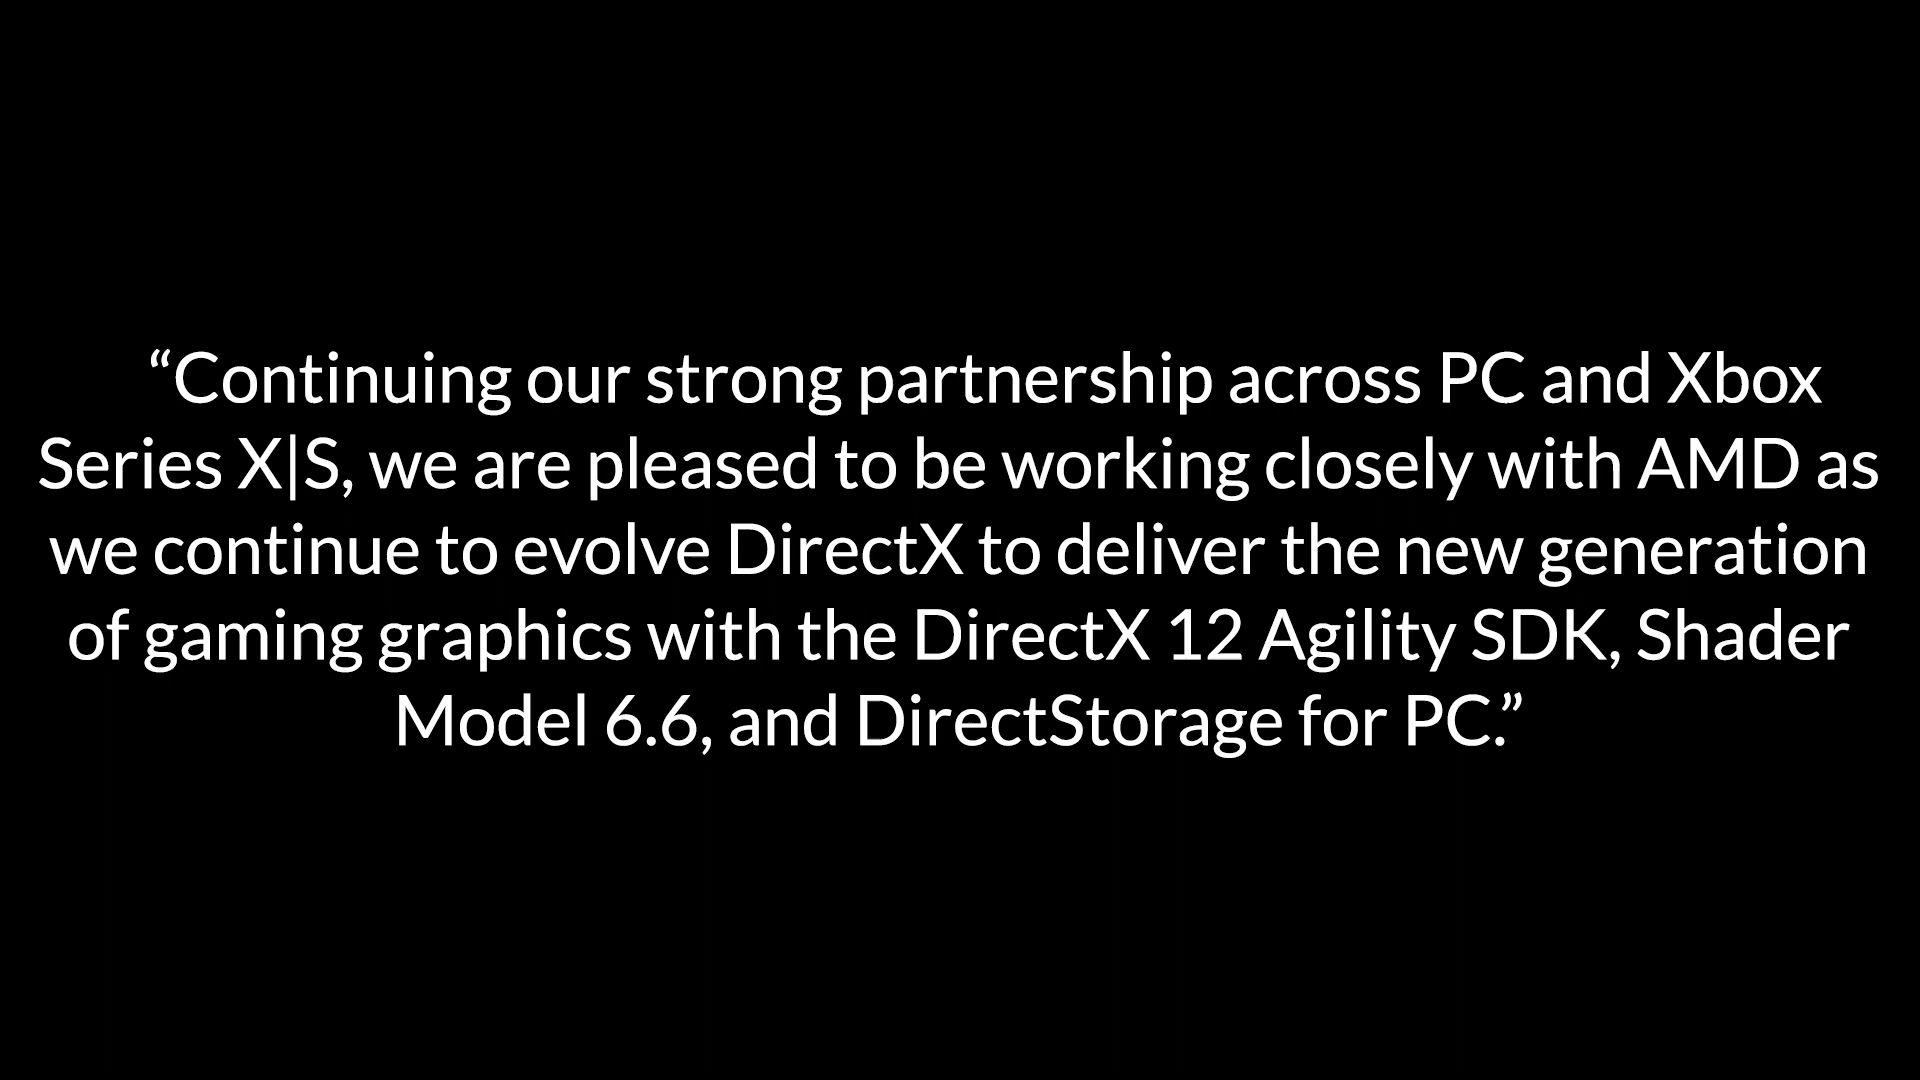 “Continuing our strong partnership across PC and Xbox
Series X|S, we are pleased to be working closely with AMD as
we continue to evolve DirectX to deliver the new generation
of gaming graphics with the DirectX 12 Agility SDK, Shader
Model 6.6, and DirectStorage for PC.”